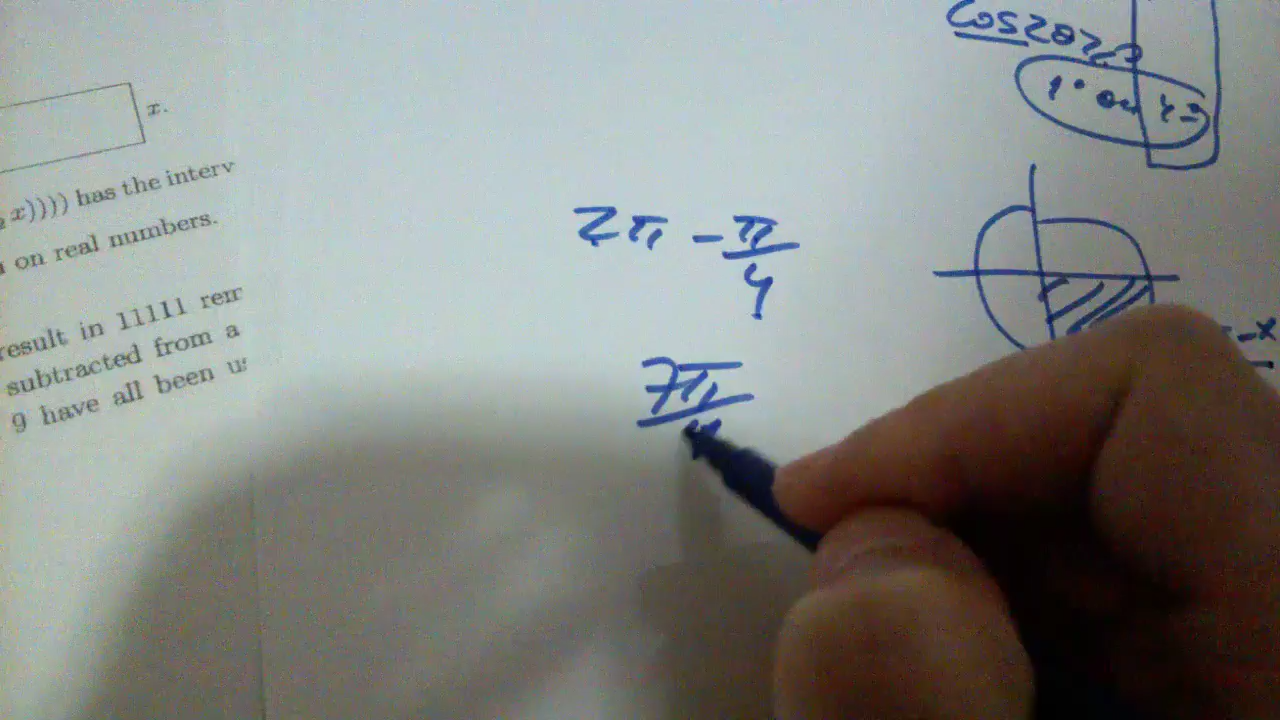 x.
x)))) has the interv
on real numbers.
result in 11111 rem
subtracted from a
9 have all been us
2π - π/4
7π/4
-x